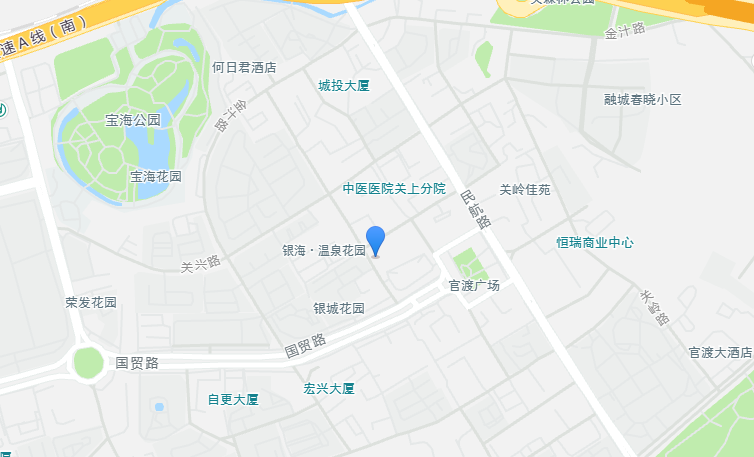 金汁路
速A线(南)
何日君酒店
城投大厦
融城春晓小区
金汁路
宝海公园
宝海花园
中医医院关上分院
关岭佳苑
民航路
恒瑞商业中心
银海·温泉花园
关兴路
官渡广场
荣发花园
银城花园
关岭路
国贸路
国贸路
官渡大酒店
宏兴大厦
自更大厦
厦